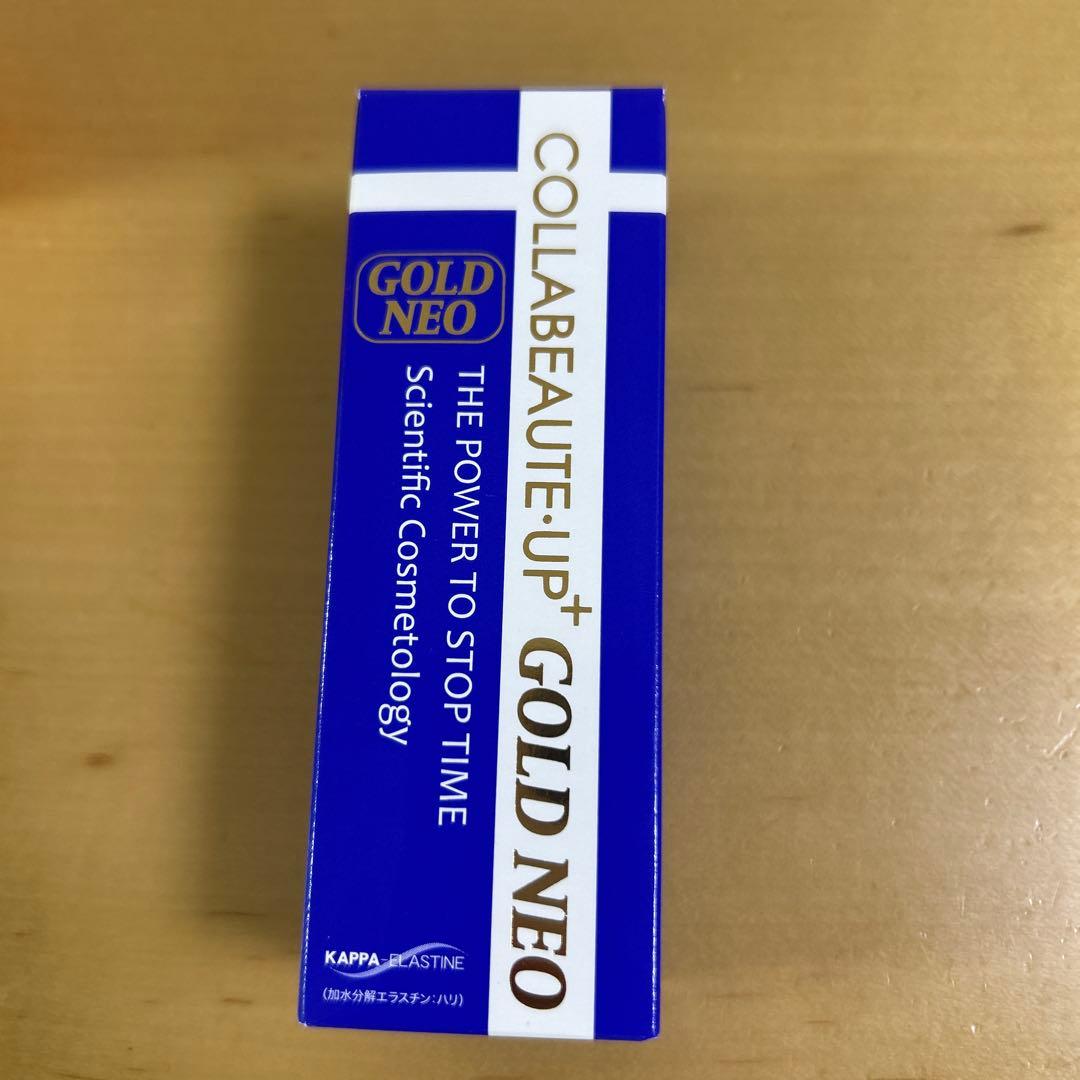 COLLABEAUTE·UP+ GOLD NEO
GOLD
NEO
THE POWER TO STOP TIME
Scientific Cosmetology
KAPPA-ELASTINE
(加水分解エラスチン:ハリ)